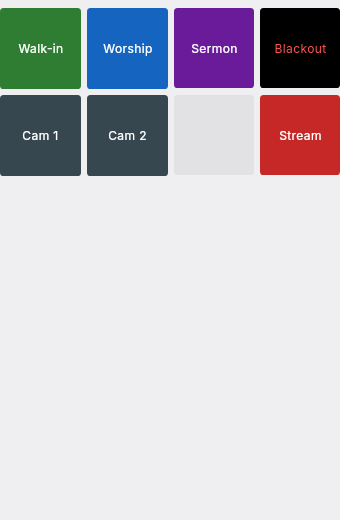 Walk-in
Worship
Sermon
Blackout
Cam 1
Cam 2
Stream